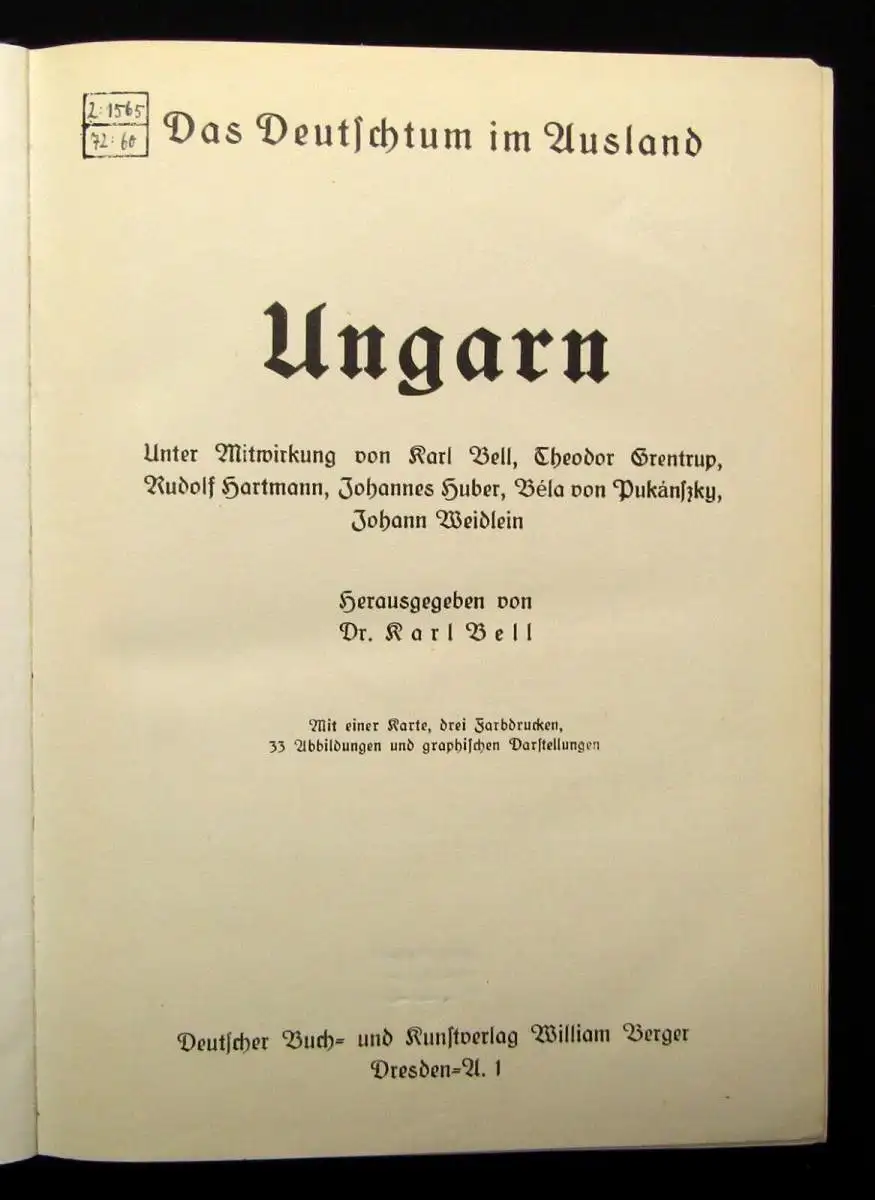 2:1565
72:60
Das Deutſchtum im Ausland
Ungarn
Unter Mitwirkung von Karl Bell, Theodor Grentrup,
Rudolf Hartmann, Johannes Huber, Béla von Pukánſzky,
Johann Weidlein
Herausgegeben von
Dr. Karl Bell
Mit einer Karte, drei Farbdrucken,
33 Abbildungen und graphiſchen Darſtellungen
Deutſcher Buch= und Kunſtverlag William Berger
Dresden=A. 1